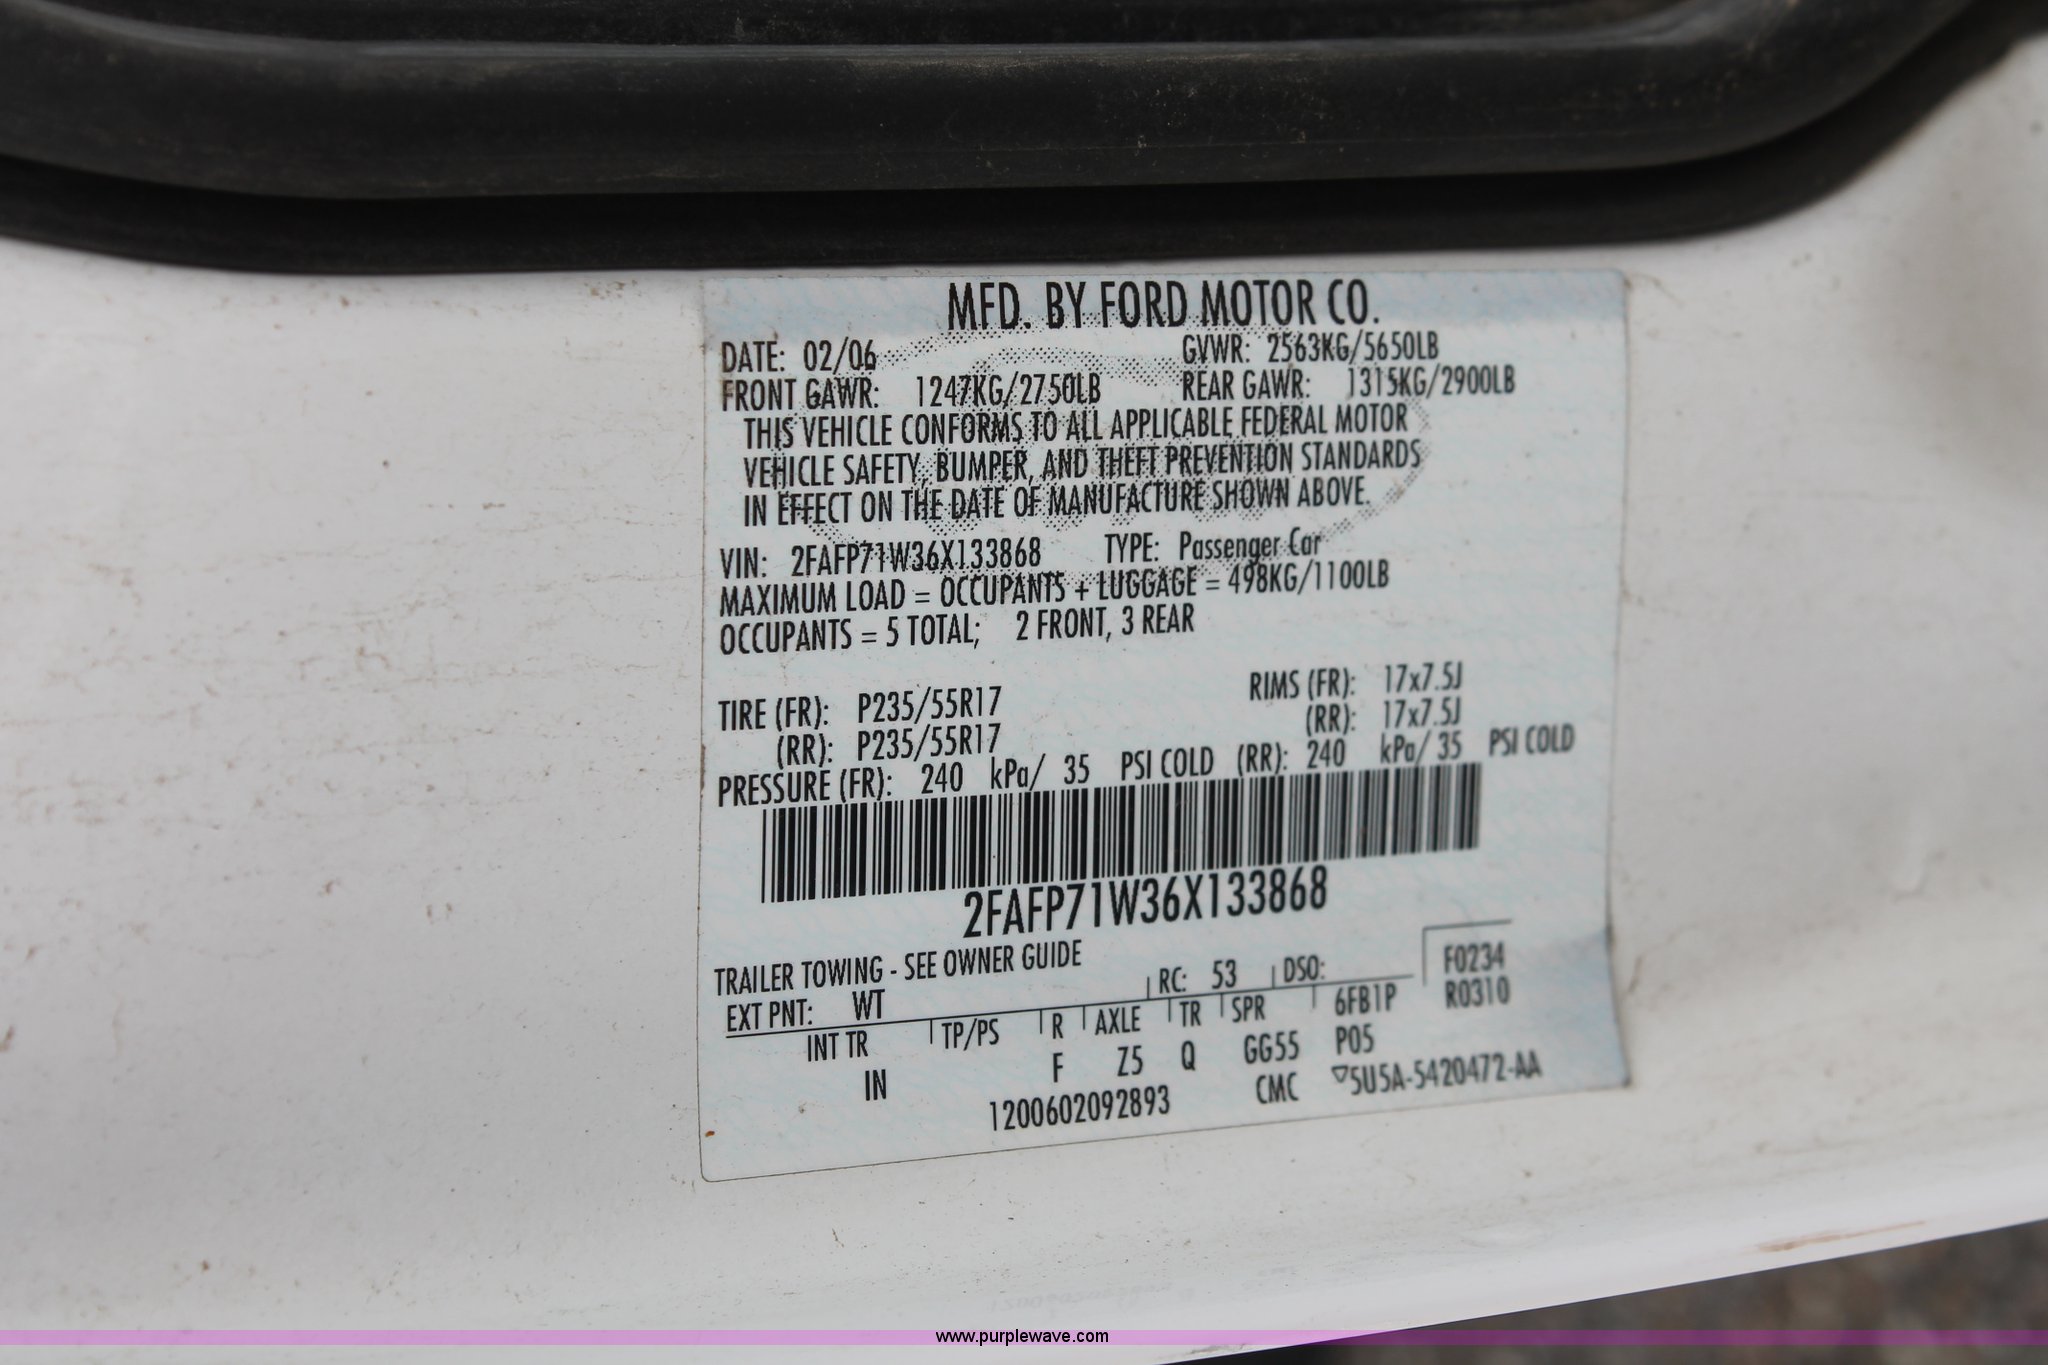 MFD. BY FORD MOTOR CO.
DATE: 02/06 GVWR: 2563KG/5650LB
FRONT GAWR: 1247KG/2750LB REAR GAWR: 1315KG/2900LB
THIS VEHICLE CONFORMS TO ALL APPLICABLE FEDERAL MOTOR
VEHICLE SAFETY, BUMPER, AND THEFT PREVENTION STANDARDS
IN EFFECT ON THE DATE OF MANUFACTURE SHOWN ABOVE.
VIN: 2FAFP71W36X133868 TYPE: Passenger Car
MAXIMUM LOAD = OCCUPANTS + LUGGAGE = 498KG/1100LB
OCCUPANTS = 5 TOTAL; 2 FRONT, 3 REAR
TIRE (FR): P235/55R17 RIMS (FR): 17x7.5J
(RR): P235/55R17 (RR): 17x7.5J
PRESSURE (FR): 240 kPa/ 35 PSI COLD (RR): 240 kPa/ 35 PSI COLD
2FAFP71W36X133868
TRAILER TOWING - SEE OWNER GUIDE
EXT PNT: WT RC: 53 DSO: F0234
INT TR TP/PS R AXLE TR SPR 6FB1P R0310
IN F Z5 Q GG55 P05
1200602092893 CMC ▽5U5A-5420472-AA
www.purplewave.com